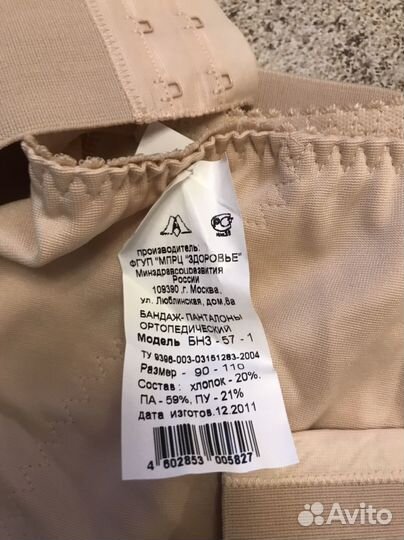 ПРОИЗВОДИТЕЛЬ:
ФГУП "МПРЦ "ЗДОРОВЬЕ"
Минздравсоцразвития
России
109390 ,г. Москва,
ул. Люблинская, дом,6а
БАНДАЖ-ПАНТАЛОНЫ
ОРТОПЕДИЧЕСКИЙ
Модель БНЗ - 57 - 1
ТУ 9396-003-03151283-2004
Размер - 90 - 110
Состав : хлопок - 20%.
ПА - 59%, ПУ - 21%
дата изготов.12.2011
4 602853 005827
Avito